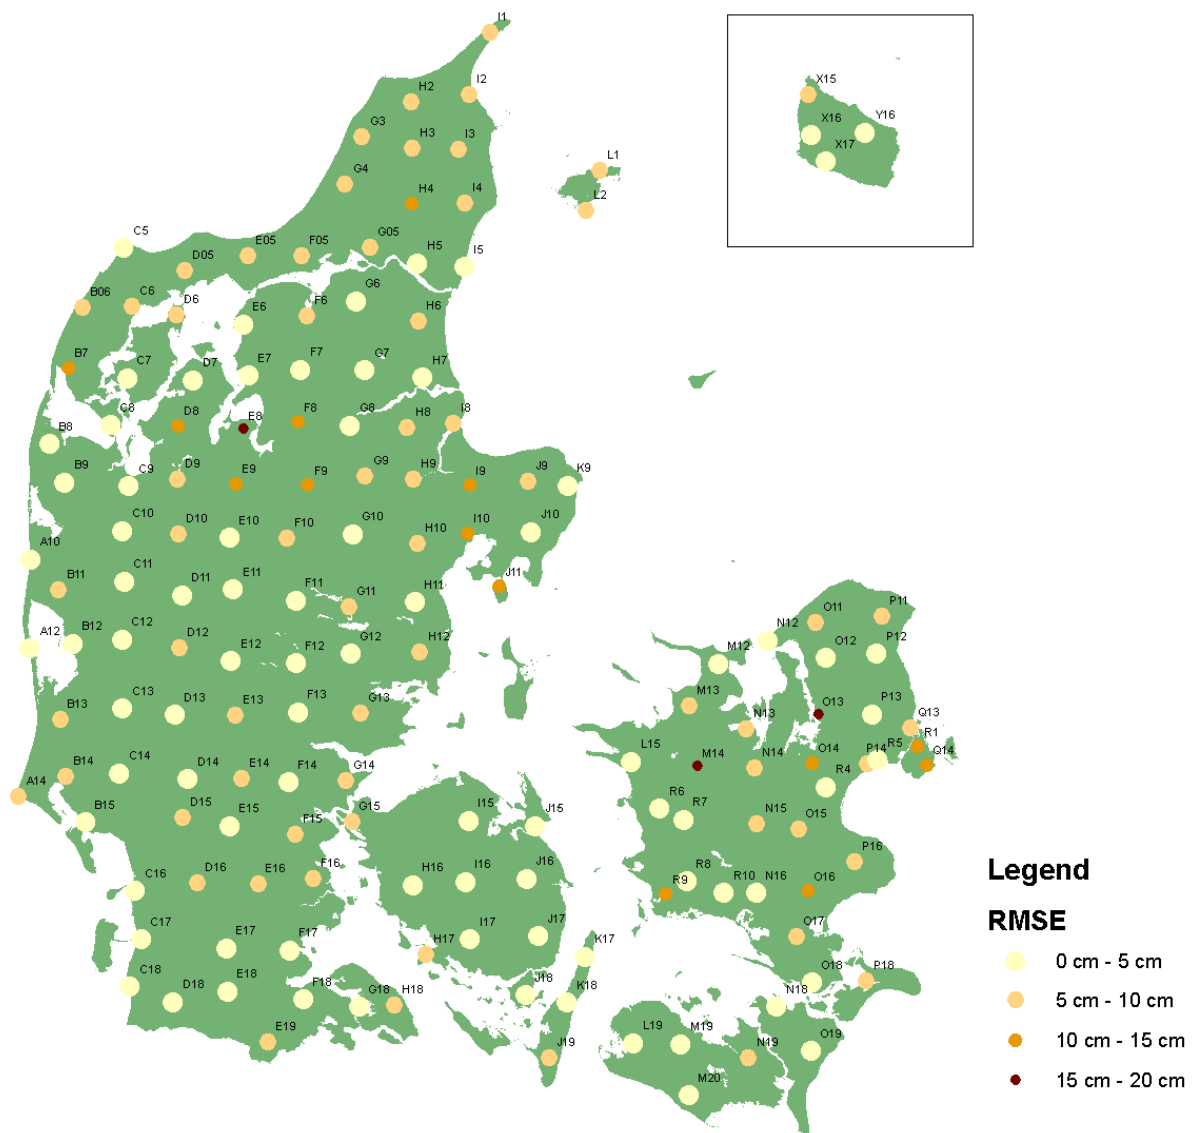 I1
X15
I2
H2
G3
H3
I3
X16
Y16
X17
L1
G4
H4
I4
L2
C5
E05
F05
G05
H5
I5
D05
B06
C6
D6
E6
F6
G6
H6
B7
C7
D7
E7
F7
G7
H7
C8
D8
E8
F8
G8
H8
I8
B8
B9
C9
D9
E9
F9
G9
H9
I9
J9
K9
C10
D10
E10
F10
G10
H10
I10
J10
A10
B11
C11
D11
E11
F11
G11
H11
J11
O11
P11
A12
B12
C12
D12
E12
F12
G12
H12
M12
N12
O12
P12
B13
C13
D13
E13
F13
G13
M13
N13
O13
P13
Q13
R1
A14
B14
C14
D14
E14
F14
G14
L15
M14
N14
O14
P14
R5
Q14
R4
B15
D15
E15
F15
G15
I15
J15
R6
R7
N15
O15
C16
D16
E16
F16
H16
I16
J16
R8
R9
R10
N16
O16
P16
Legend
C17
E17
F17
H17
I17
J17
K17
O17
RMSE
C18
D18
E18
F18
G18
H18
J18
K18
N18
O18
P18
0 cm - 5 cm
5 cm - 10 cm
E19
J19
L19
M19
N19
O19
10 cm - 15 cm
M20
15 cm - 20 cm